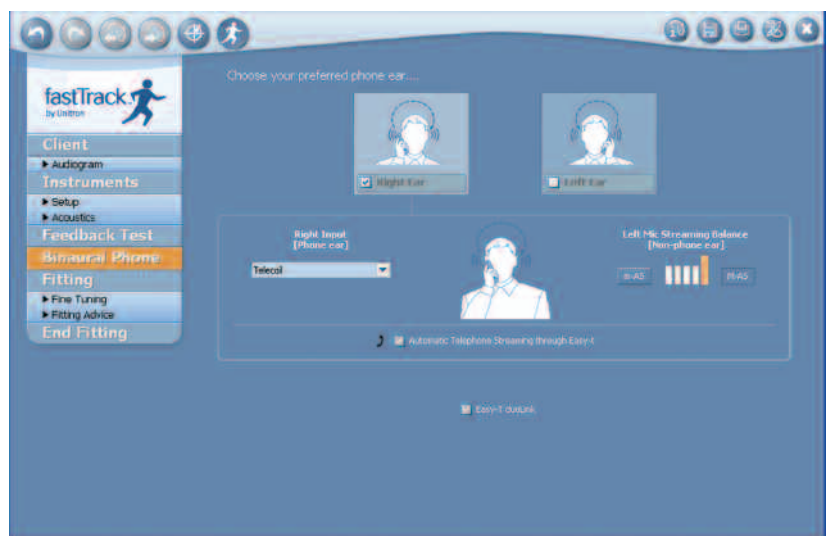 Choose your preferred phone ear....
fastTrack
by Unitron
Client
Audiogram
Instruments
Setup
Acoustics
Feedback Test
Binaural Phone
Fitting
Fine Tuning
Fitting Advice
End Fitting
Right Ear
Left Ear
Right Input
[Phone ear]
Telecoil
Left Mic Streaming Balance
[Non-phone ear]
Automatic Telephone Streaming through Easy-t
Easy-T duoLink